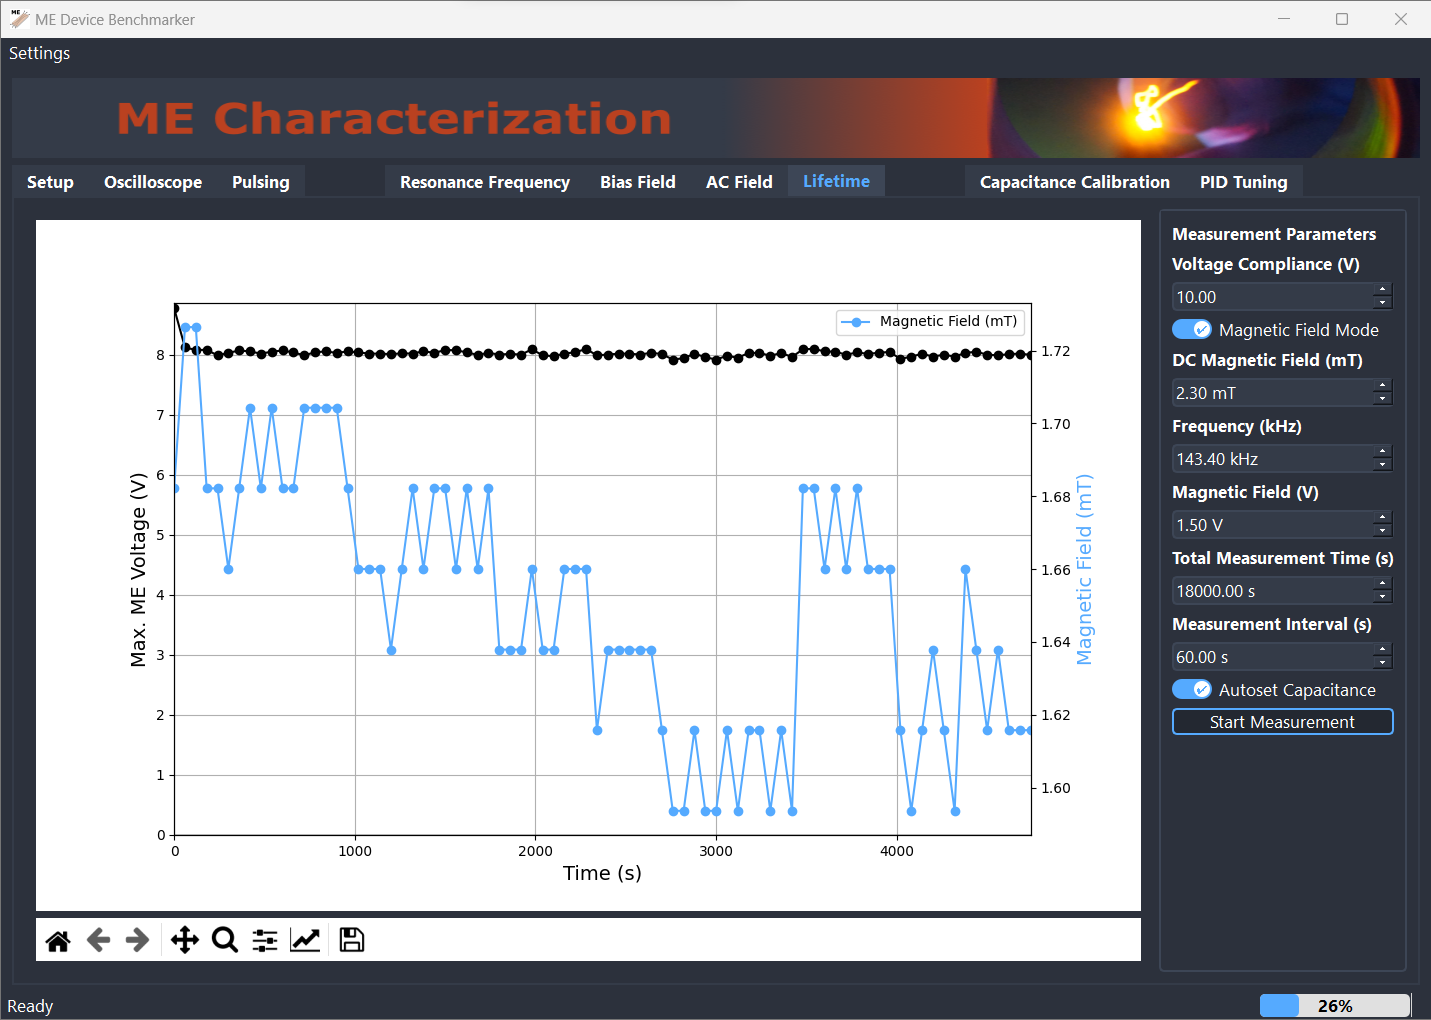 ME
ME Device Benchmarker
Settings
ME Characterization
Setup
Oscilloscope
Pulsing
Resonance Frequency
Bias Field
AC Field
Lifetime
Capacitance Calibration
PID Tuning
Magnetic Field (mT)
8
7
6
5
4
3
2
1
0
Max. ME Voltage (V)
0
1000
2000
3000
4000
Time (s)
1.72
1.70
1.68
1.66
1.64
1.62
1.60
Magnetic Field (mT)
Measurement Parameters
Voltage Compliance (V)
10.00
Magnetic Field Mode
DC Magnetic Field (mT)
2.30 mT
Frequency (kHz)
143.40 kHz
Magnetic Field (V)
1.50 V
Total Measurement Time (s)
18000.00 s
Measurement Interval (s)
60.00 s
Autoset Capacitance
Start Measurement
Ready
26%